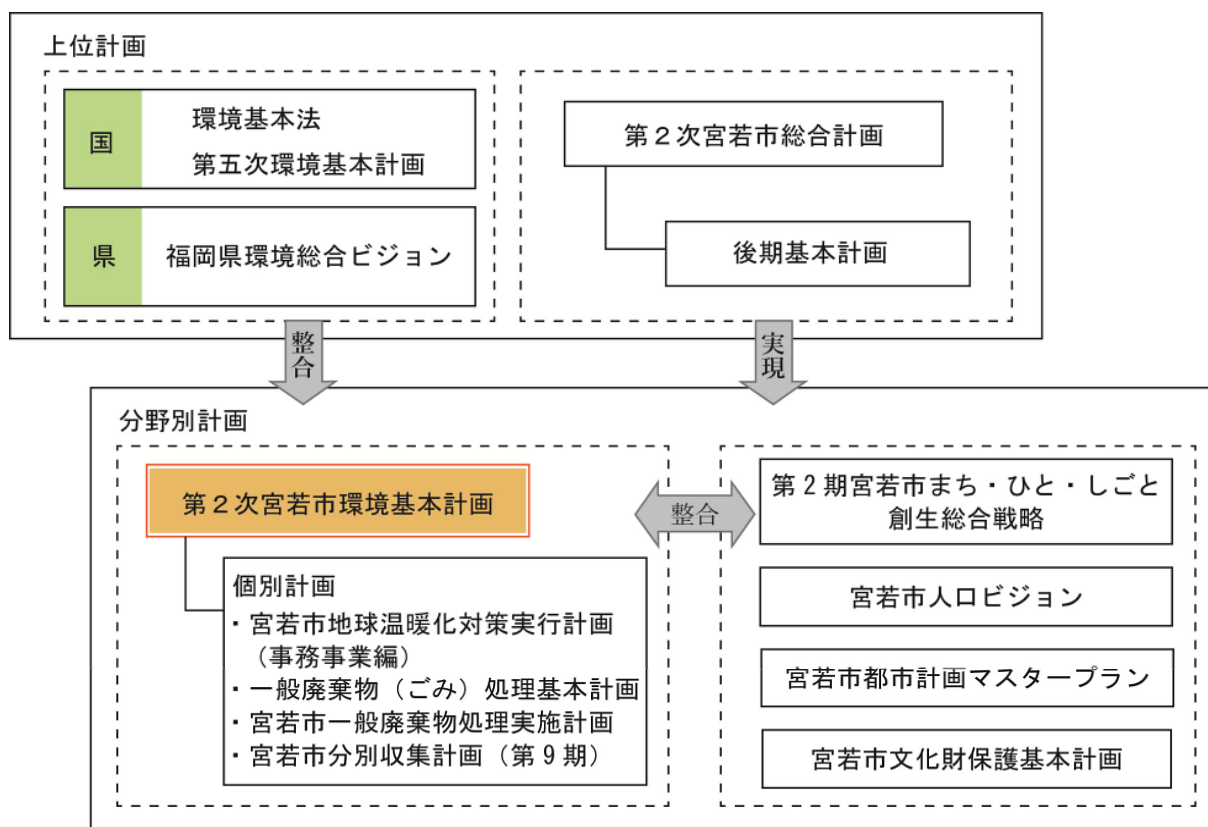 上位計画
国
環境基本法
第五次環境基本計画
県
福岡県環境総合ビジョン
第2次宮若市総合計画
後期基本計画
整合
実現
分野別計画
第2次宮若市環境基本計画
個別計画
・宮若市地球温暖化対策実行計画
（事務事業編）
・一般廃棄物（ごみ）処理基本計画
・宮若市一般廃棄物処理実施計画
・宮若市分別収集計画（第9期）
整合
第2期宮若市まち・ひと・しごと
創生総合戦略
宮若市人口ビジョン
宮若市都市計画マスタープラン
宮若市文化財保護基本計画